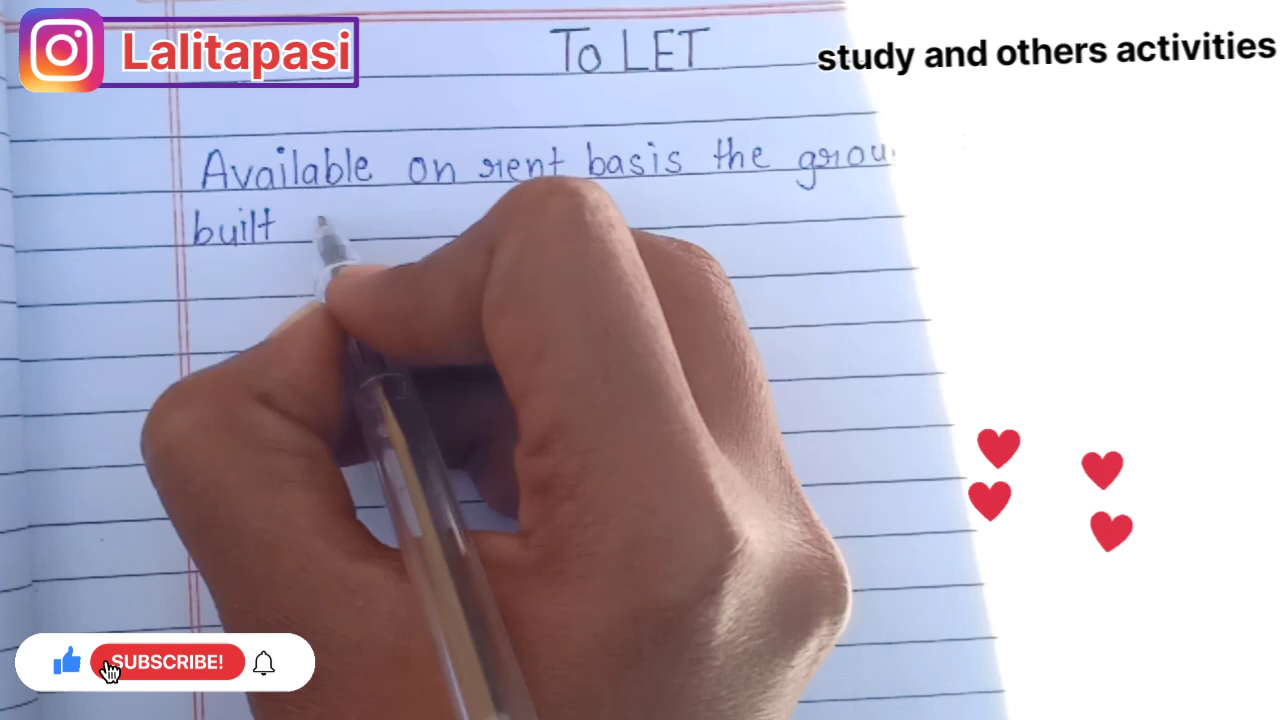 Lalitapasi
To LET
study and others activities
Available on rent basis the grou
built
SUBSCRIBE!